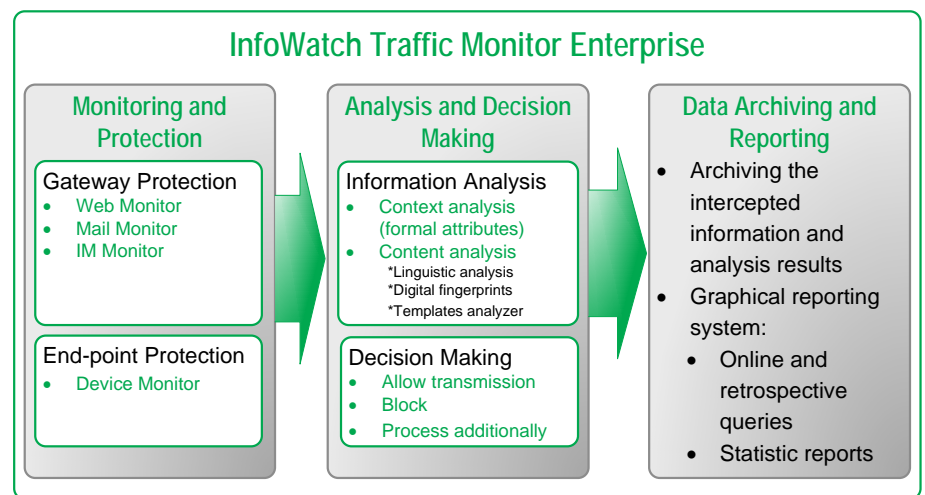 InfoWatch Traffic Monitor Enterprise
Monitoring and
Protection
Gateway Protection
• Web Monitor
• Mail Monitor
• IM Monitor
End-point Protection
• Device Monitor
Analysis and Decision
Making
Information Analysis
• Context analysis
(formal attributes)
• Content analysis
*Linguistic analysis
*Digital fingerprints
*Templates analyzer
Decision Making
• Allow transmission
• Block
• Process additionally
Data Archiving and
Reporting
• Archiving the
intercepted
information and
analysis results
• Graphical reporting
system:
• Online and
retrospective
queries
• Statistic reports